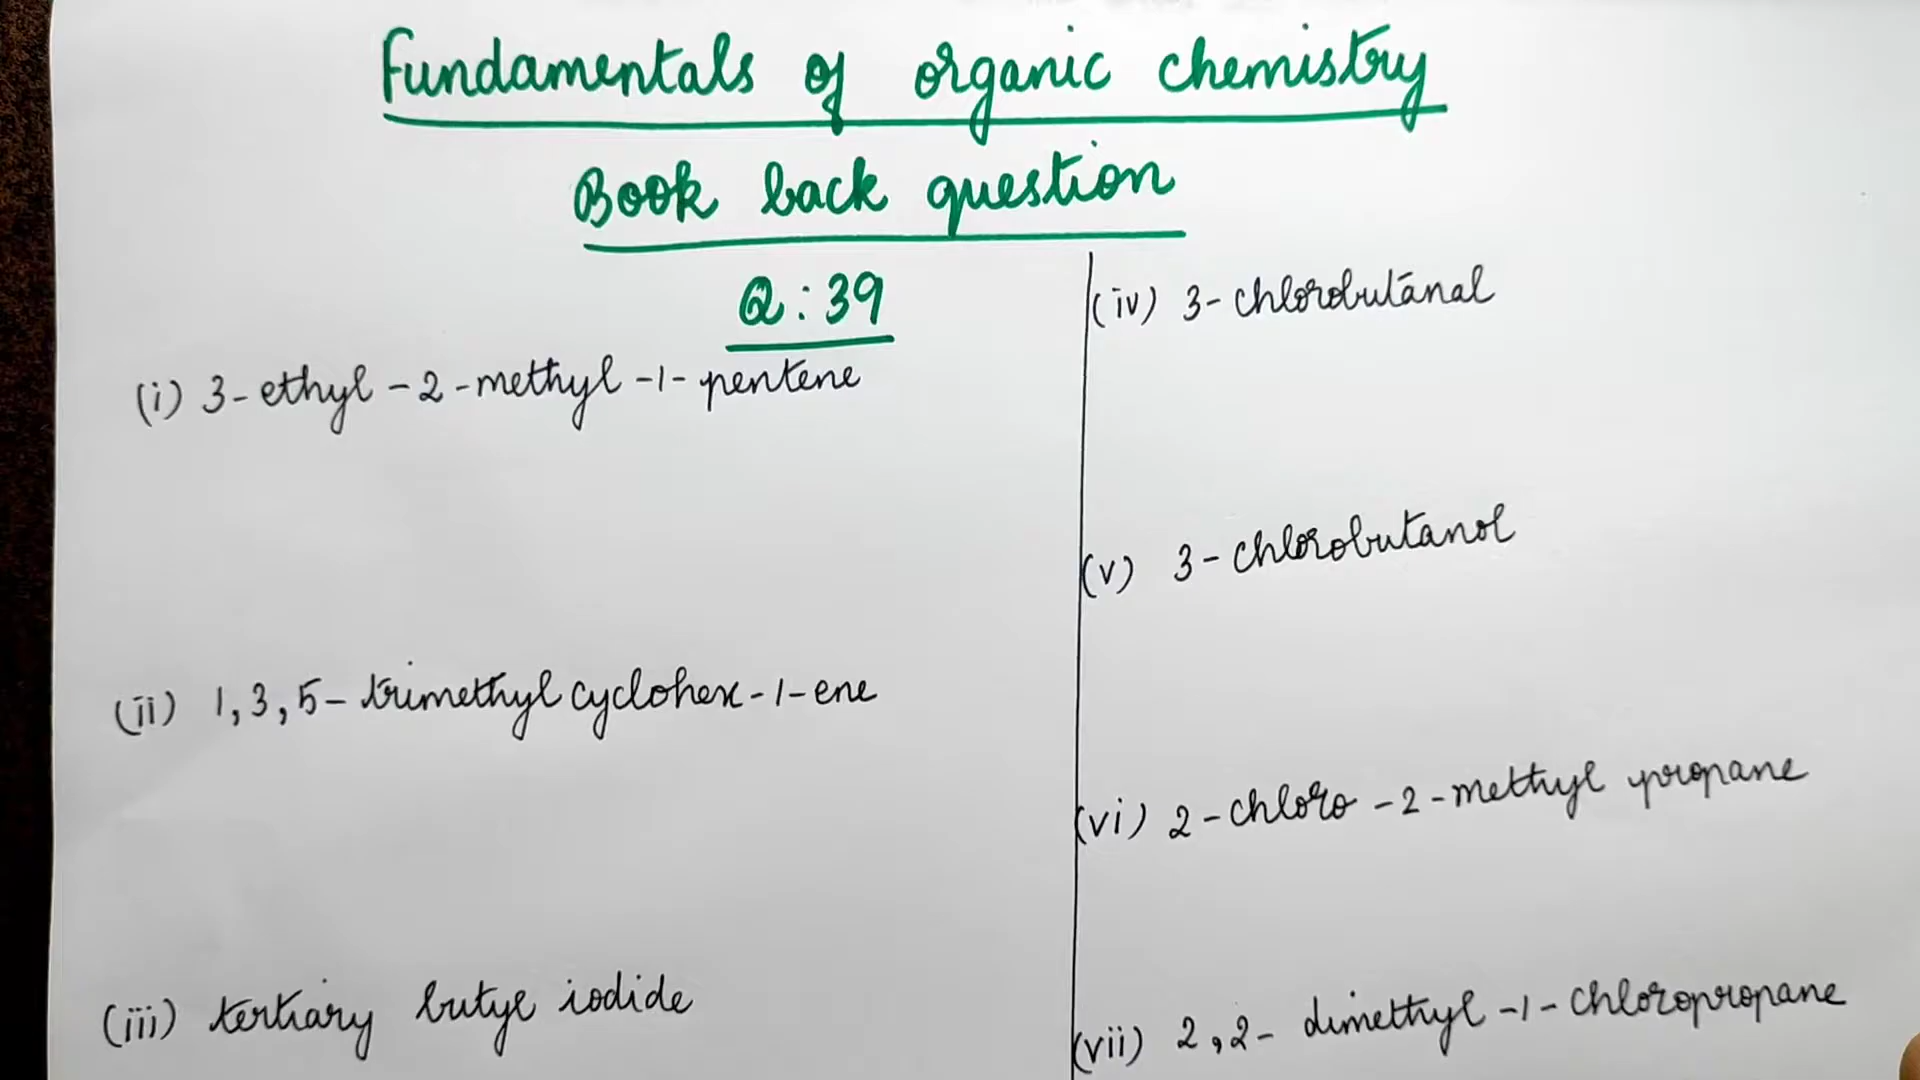 Fundamentals of organic chemistry
Book back question
Q : 39
(i) 3-ethyl-2-methyl-1-pentene
(ii) 1,3,5-trimethyl cyclohex-1-ene
(iii) tertiary butyl iodide
(iv) 3-chlorobutanal
(v) 3-chlorobutanol
(vi) 2-chloro-2-methyl propane
(vii) 2,2-dimethyl-1-chloropropane